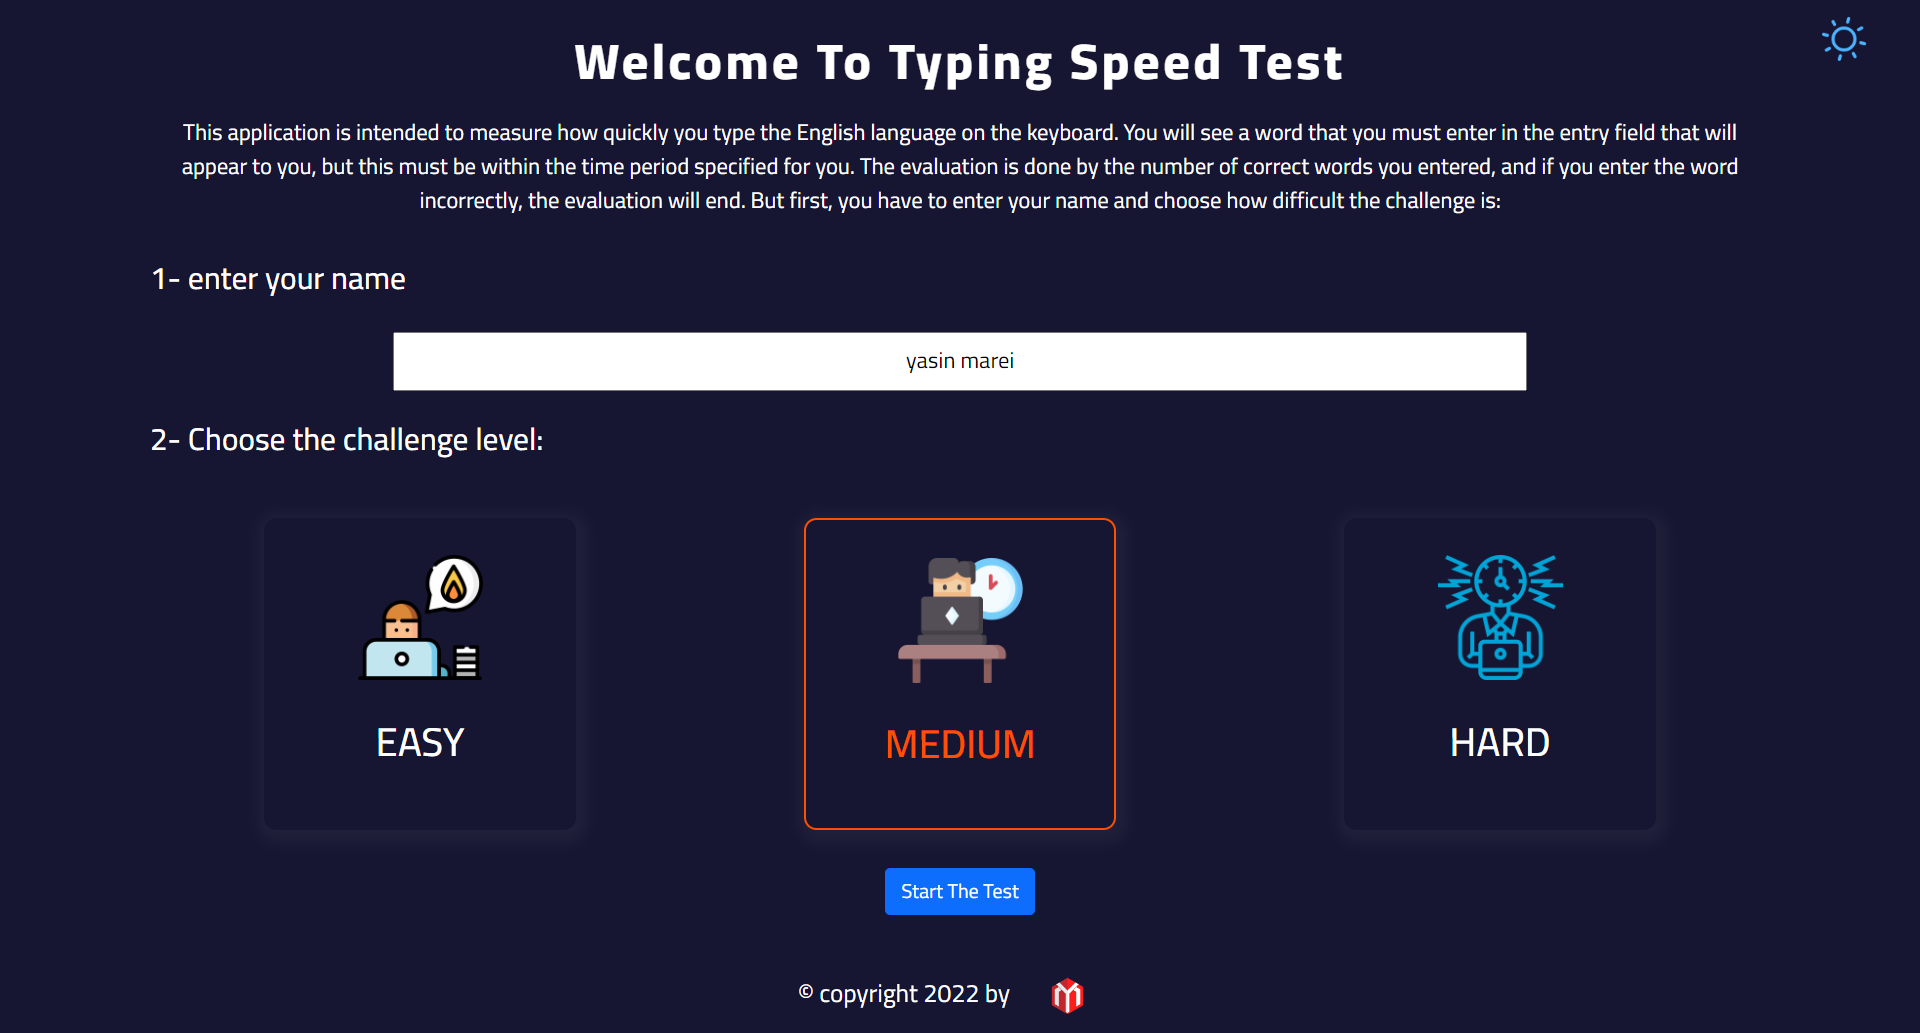 Welcome To Typing Speed Test
This application is intended to measure how quickly you type the English language on the keyboard. You will see a word that you must enter in the entry field that will
appear to you, but this must be within the time period specified for you. The evaluation is done by the number of correct words you entered, and if you enter the word
incorrectly, the evaluation will end. But first, you have to enter your name and choose how difficult the challenge is:
1- enter your name
yasin marei
2- Choose the challenge level:
EASY
MEDIUM
HARD
Start The Test
© copyright 2022 by